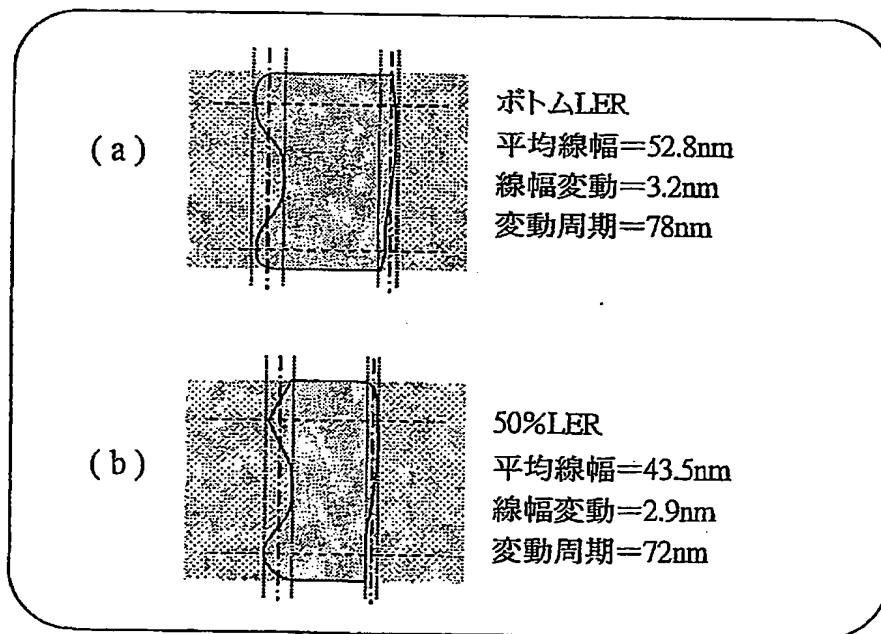 (a)
ボトムLER
平均線幅=52.8nm
線幅変動=3.2nm
変動周期=78nm
(b)
50%LER
平均線幅=43.5nm
線幅変動=2.9nm
変動周期=72nm